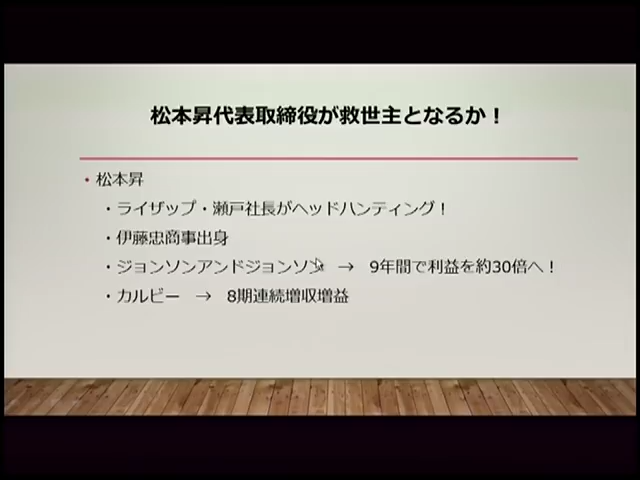 松本昇代表取締役が救世主となるか！
・松本昇
・ライザップ・瀬戸社長がヘッドハンティング！
・伊藤忠商事出身
・ジョンソンアンドジョンソン　→　9年間で利益を約30倍へ！
・カルビー　→　8期連続増収増益